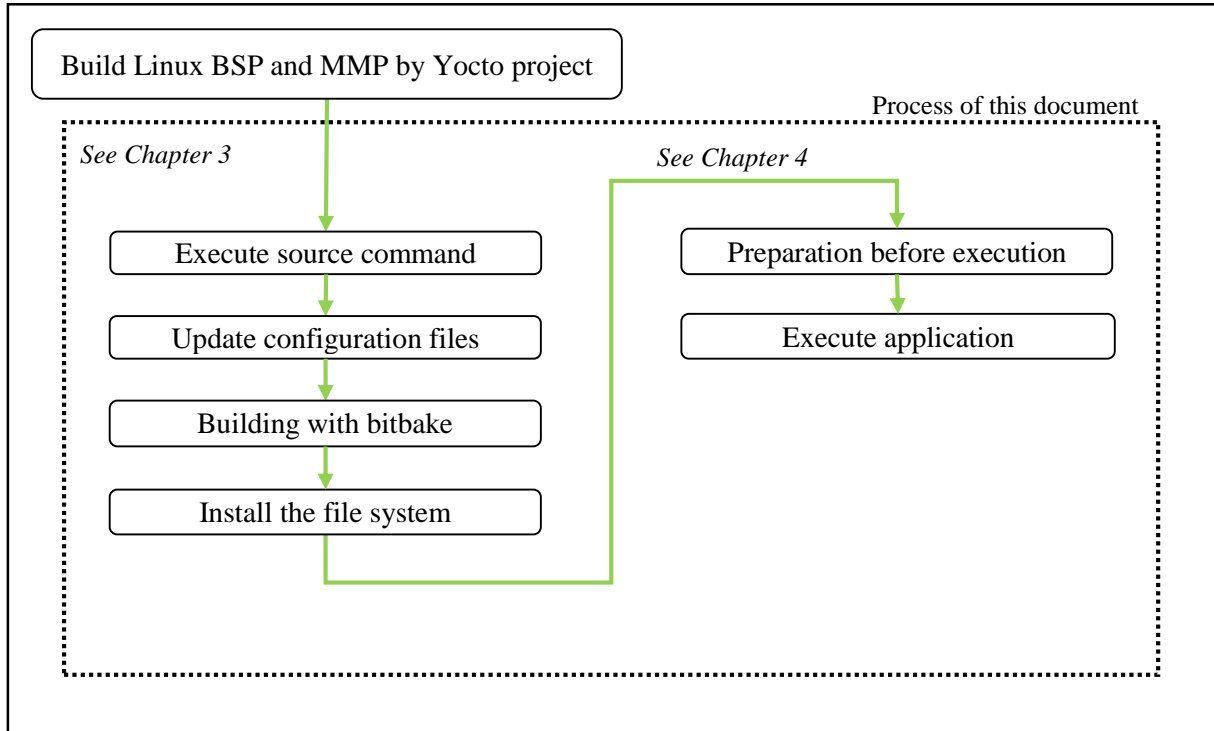 Build Linux BSP and MMP by Yocto project
Process of this document
See Chapter 3
Execute source command
Update configuration files
Building with bitbake
Install the file system
See Chapter 4
Preparation before execution
Execute application